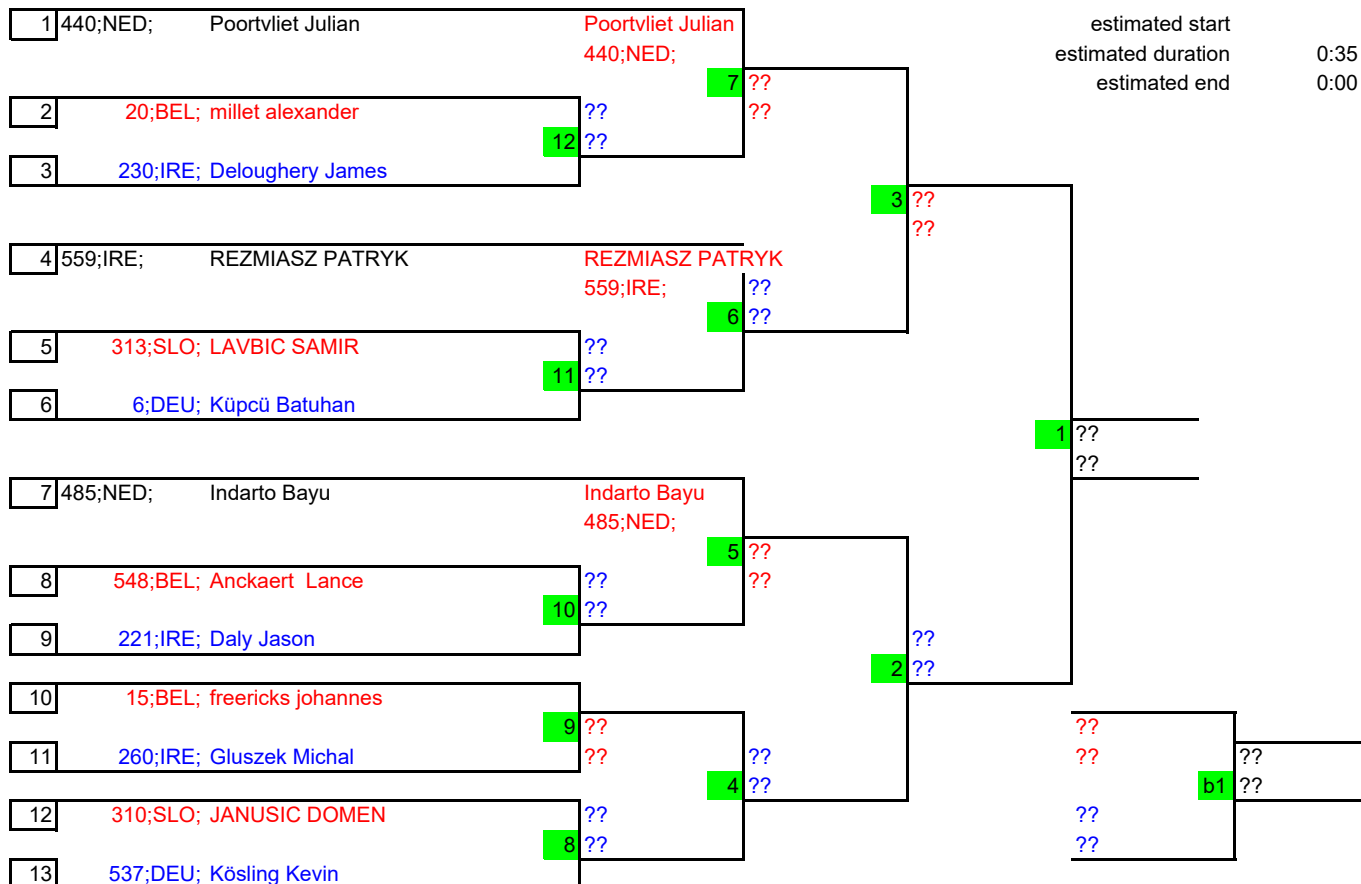 1 440;NED; Poortvliet Julian Poortvliet Julian estimated start
440;NED; estimated duration 0:35
7 ?? estimated end 0:00
2 20;BEL; millet alexander ?? ??
12 ??
3 230;IRE; Deloughery James
3 ??
??
4 559;IRE; REZMIASZ PATRYK REZMIASZ PATRYK
559;IRE; ??
6 ??
5 313;SLO; LAVBIC SAMIR ??
11 ??
6 6;DEU; Küpcü Batuhan
1 ??
??
7 485;NED; Indarto Bayu Indarto Bayu
485;NED;
5 ??
8 548;BEL; Anckaert  Lance ?? ??
10 ??
9 221;IRE; Daly Jason ??
2 ??
10 15;BEL; freericks johannes
9 ?? ??
11 260;IRE; Gluszek Michal ?? ?? ?? ??
4 ?? b1 ??
12 310;SLO; JANUSIC DOMEN ?? ??
8 ?? ??
13 537;DEU; Kösling Kevin